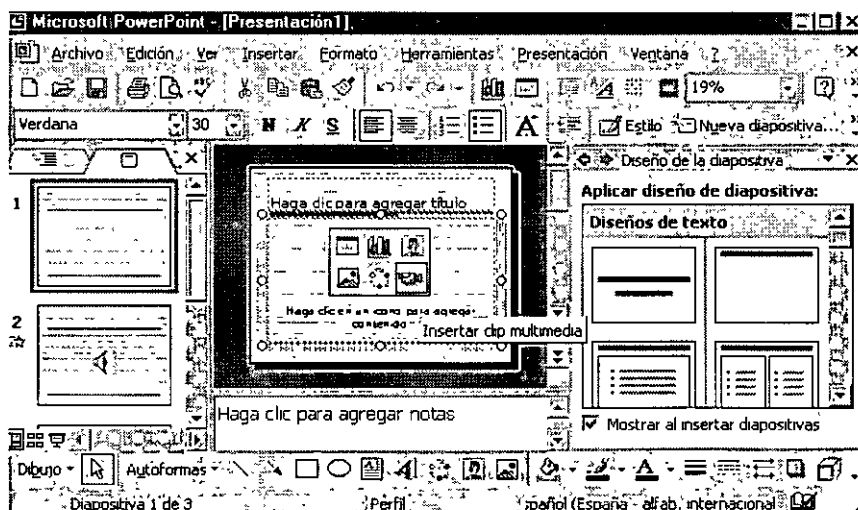 Microsoft PowerPoint - [Presentación1]
Archivo Edición Ver Insertar Formato Herramientas Presentación Ventana ?
19%
Verdana 30 N K S A Estilo Nueva diapositiva...
Diseño de la diapositiva
Aplicar diseño de diapositiva:
Diseños de texto
1
2
Haga clic para agregar título
Haga clic en un icono para agregar
contenido
Insertar clip multimedia
Haga clic para agregar notas
Mostrar al insertar diapositivas
Dibujo Autoformas
Diapositiva 1 de 3 Perfil spañol (España - alfab. internacional